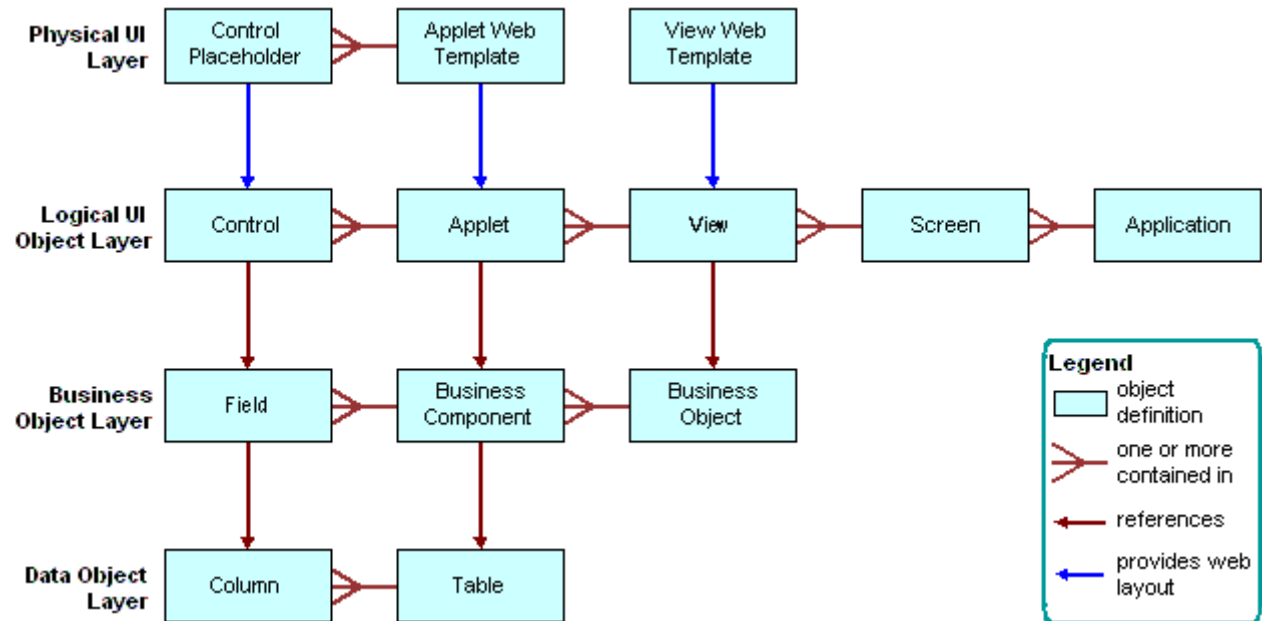 Physical UI
Layer
Control
Placeholder
Applet Web
Template
View Web
Template
Logical UI
Object Layer
Control
Applet
View
Screen
Application
Business
Object Layer
Field
Business
Component
Business
Object
Data Object
Layer
Column
Table
Legend
object
definition
one or more
contained in
references
provides web
layout